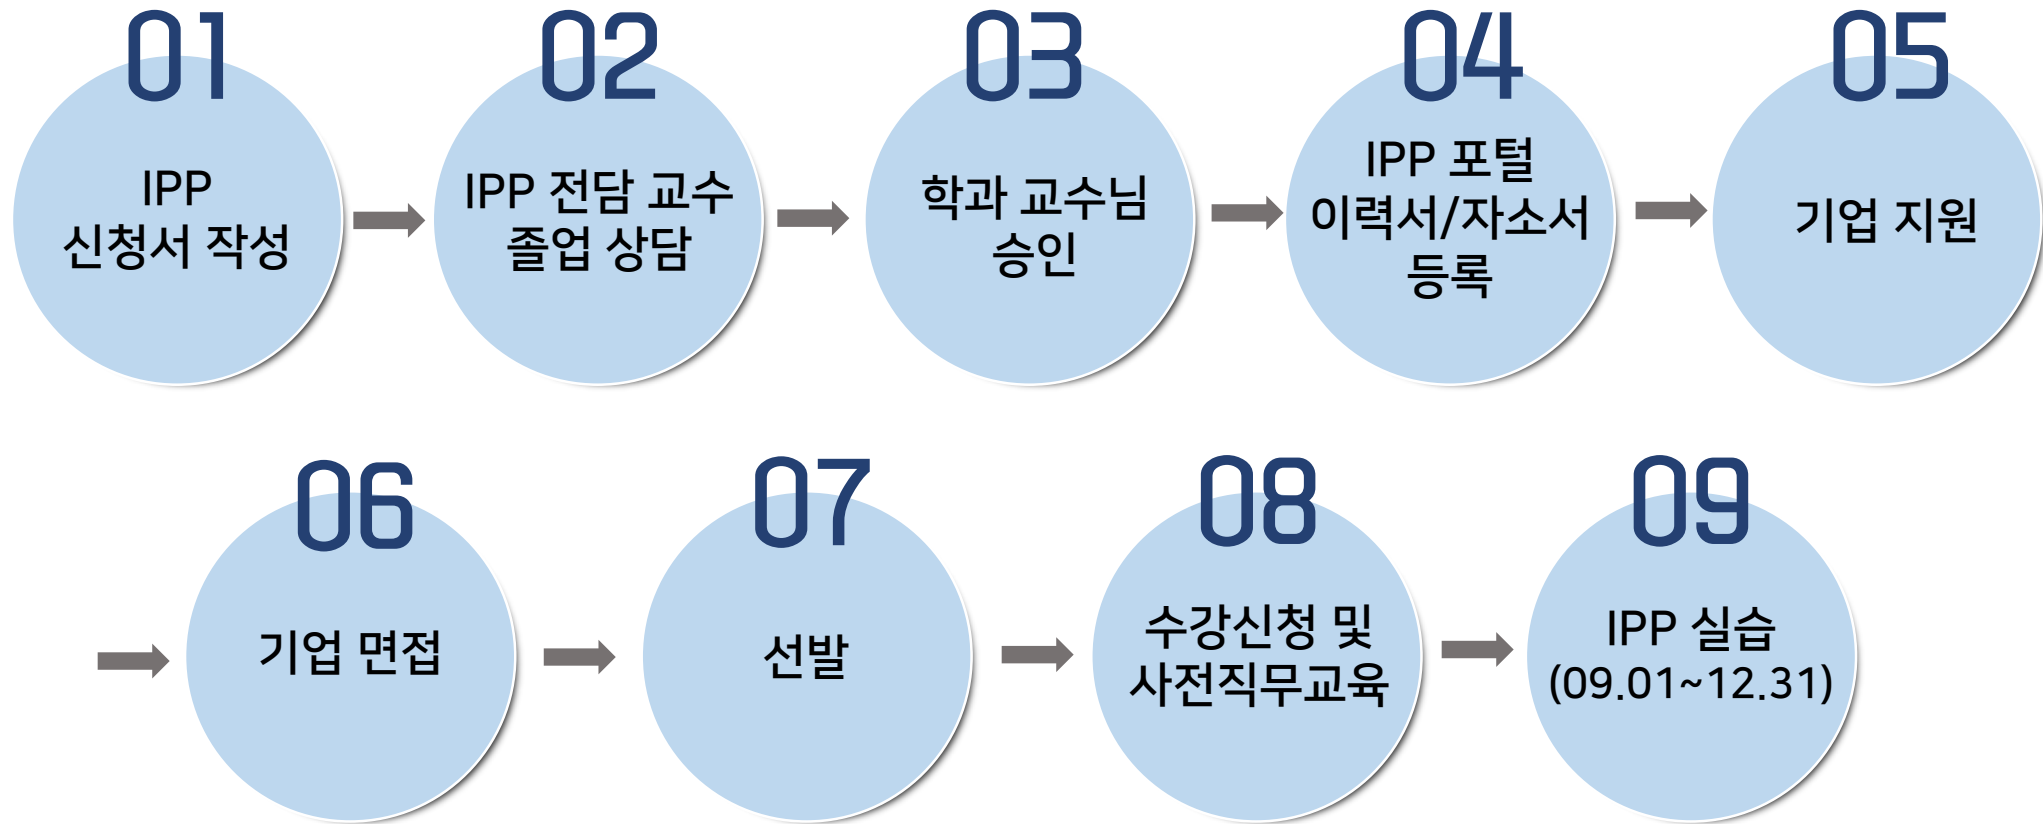 01
IPP
신청서 작성
02
IPP 전담 교수
졸업 상담
03
학과 교수님
승인
04
IPP 포털
이력서/자소서
등록
05
기업 지원
06
기업 면접
07
선발
08
수강신청 및
사전직무교육
09
IPP 실습
(09.01~12.31)